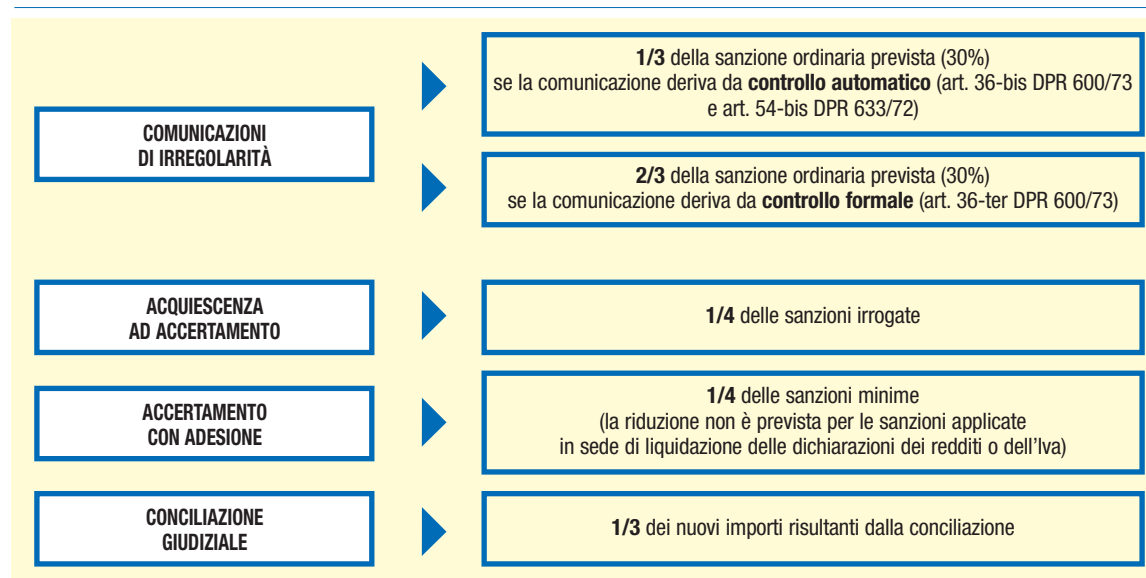 COMUNICAZIONI
DI IRREGOLARITÀ
1/3 della sanzione ordinaria prevista (30%)
se la comunicazione deriva da controllo automatico (art. 36-bis DPR 600/73
e art. 54-bis DPR 633/72)
2/3 della sanzione ordinaria prevista (30%)
se la comunicazione deriva da controllo formale (art. 36-ter DPR 600/73)
ACQUIESCENZA
AD ACCERTAMENTO
1/4 delle sanzioni irrogate
ACCERTAMENTO
CON ADESIONE
1/4 delle sanzioni minime
(la riduzione non è prevista per le sanzioni applicate
in sede di liquidazione delle dichiarazioni dei redditi o dell'Iva)
CONCILIAZIONE
GIUDIZIALE
1/3 dei nuovi importi risultanti dalla conciliazione